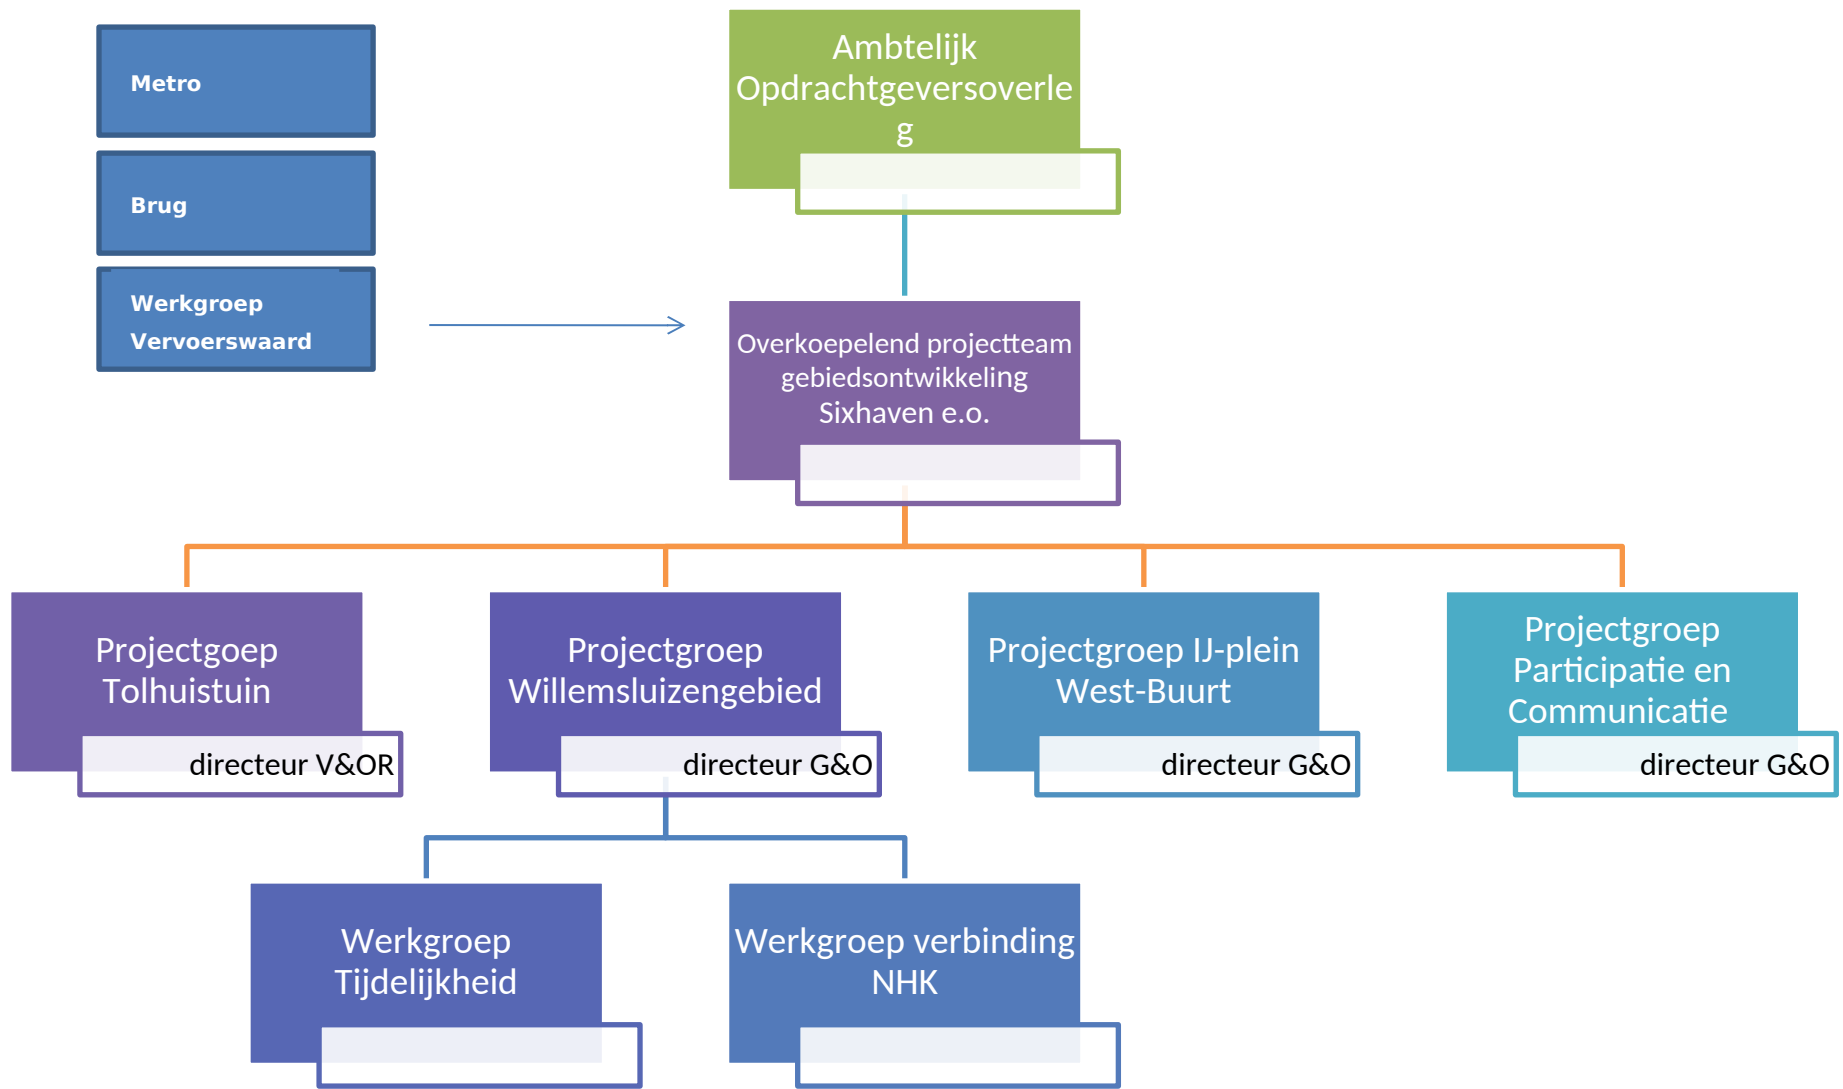 Metro
Brug
Werkgroep
Vervoerswaard
Ambtelijk
Opdrachtgeversoverle
g
Overkoepelend projectteam
gebiedsontwikkeling
Sixhaven e.o.
Projectgoep
Tolhuistuin
directeur V&OR
Projectgroep
Willemsluizengebied
directeur G&O
Projectgroep IJ-plein
West-Buurt
directeur G&O
Projectgroep
Participatie en
Communicatie
directeur G&O
Werkgroep
Tijdelijkheid
Werkgroep verbinding
NHK